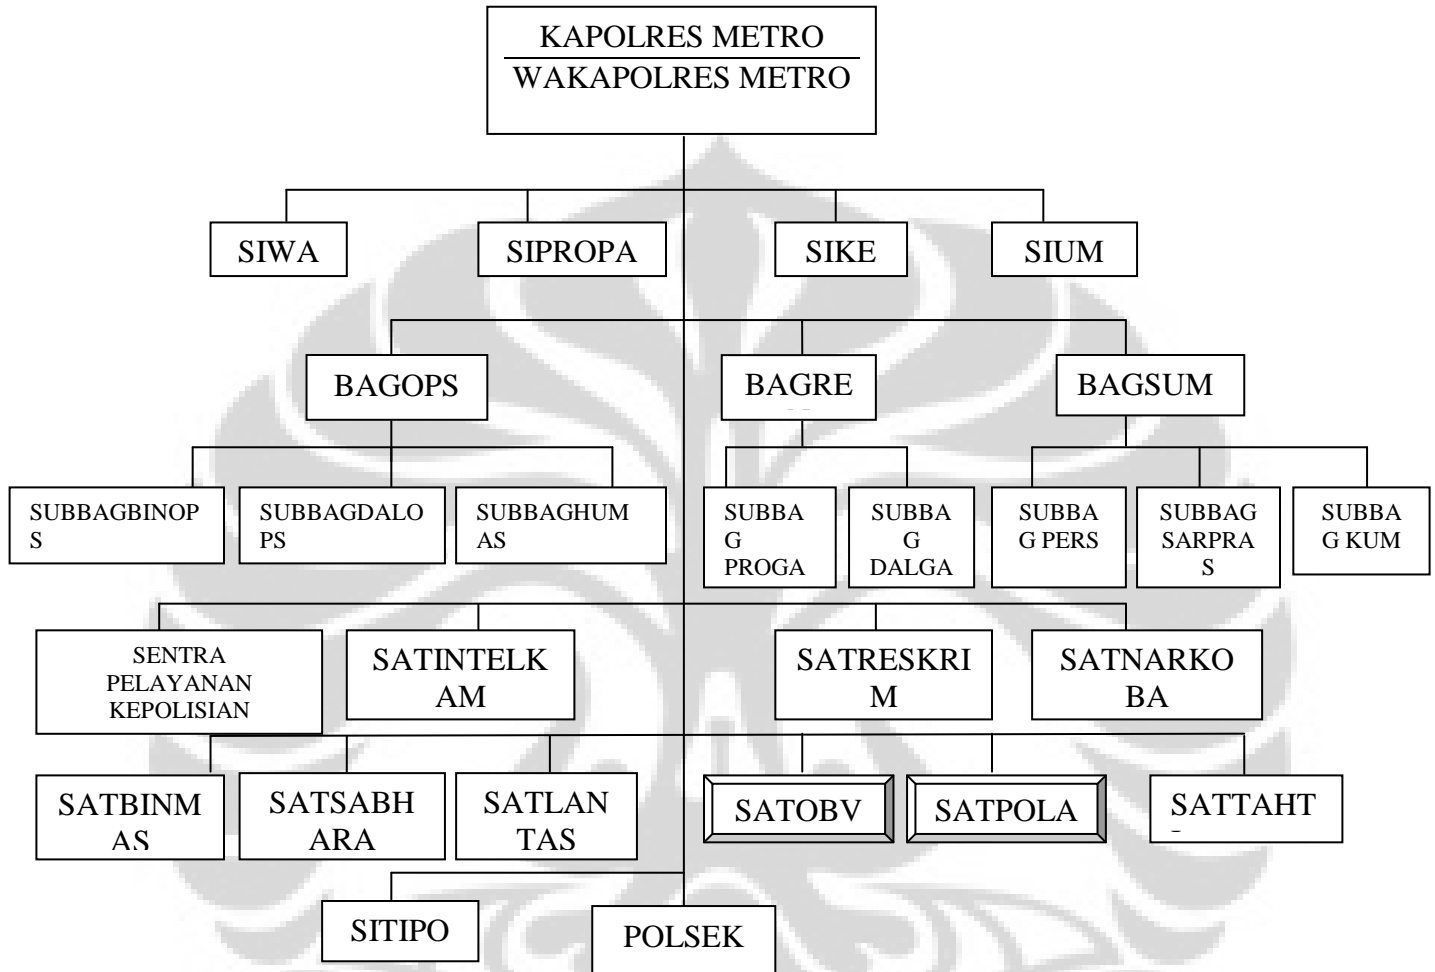 KAPOLRES METRO
WAKAPOLRES METRO
SIWA
SIPROPA
SIKE
SIUM
BAGOPS
BAGRE
BAGSUM
SUBBAGBINOP
S
SUBBAGDALO
PS
SUBBAGHUM
AS
SUBBA
G
PROGA
SUBBA
G
DALGA
SUBBA
G PERS
SUBBAG
SARPRA
S
SUBBA
G KUM
SENTRA
PELAYANAN
KEPOLISIAN
SATINTELK
AM
SATRESKRI
M
SATNARKO
BA
SATBINM
AS
SATSABH
ARA
SATLAN
TAS
SATOBV
SATPOLA
SATTAHT
SITIPO
POLSEK